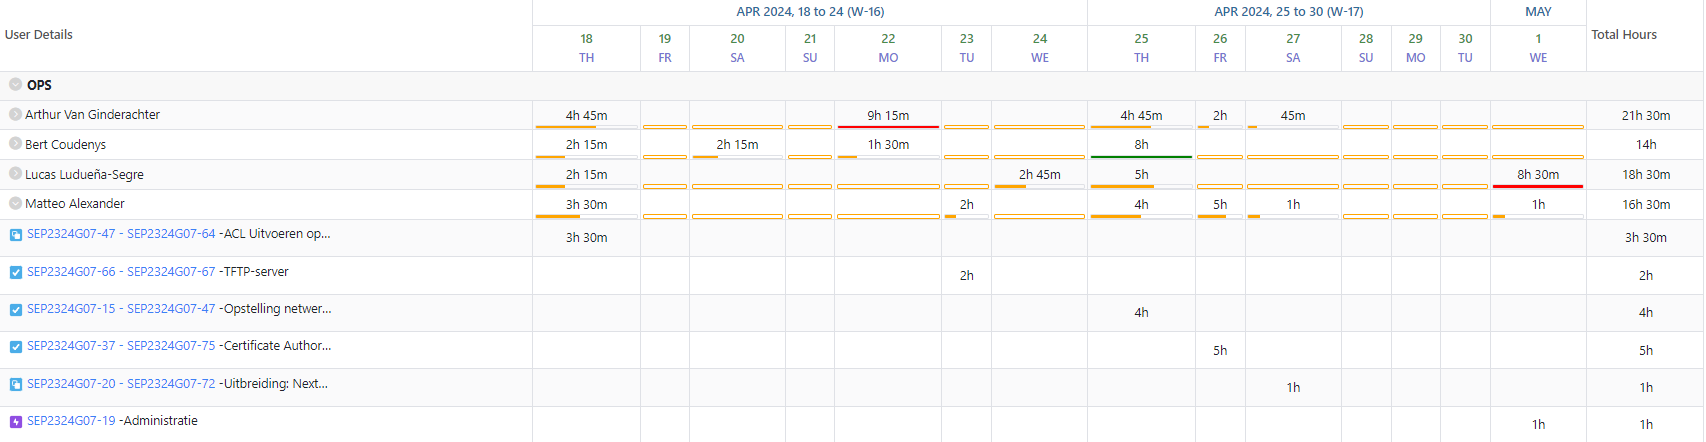 User Details
APR 2024, 18 to 24 (W-16) APR 2024, 25 to 30 (W-17) MAY
Total Hours
18 19 20 21 22 23 24 25 26 27 28 29 30 1
TH FR SA SU MO TU WE TH FR SA SU MO TU WE
OPS
Arthur Van Ginderachter 4h 45m 9h 15m 4h 45m 2h 45m 21h 30m
Bert Coudenys 2h 15m 2h 15m 1h 30m 8h 14h
Lucas Ludueña-Segre 2h 15m 2h 45m 5h 8h 30m 18h 30m
Matteo Alexander 3h 30m 2h 4h 5h 1h 1h 16h 30m
SEP2324G07-47 - SEP2324G07-64 -ACL Uitvoeren op... 3h 30m 3h 30m
SEP2324G07-66 - SEP2324G07-67 -TFTP-server 2h 2h
SEP2324G07-15 - SEP2324G07-47 -Opstelling netwer... 4h 4h
SEP2324G07-37 - SEP2324G07-75 -Certificate Author... 5h 5h
SEP2324G07-20 - SEP2324G07-72 -Uitbreiding: Next... 1h 1h
SEP2324G07-19 -Administratie 1h 1h